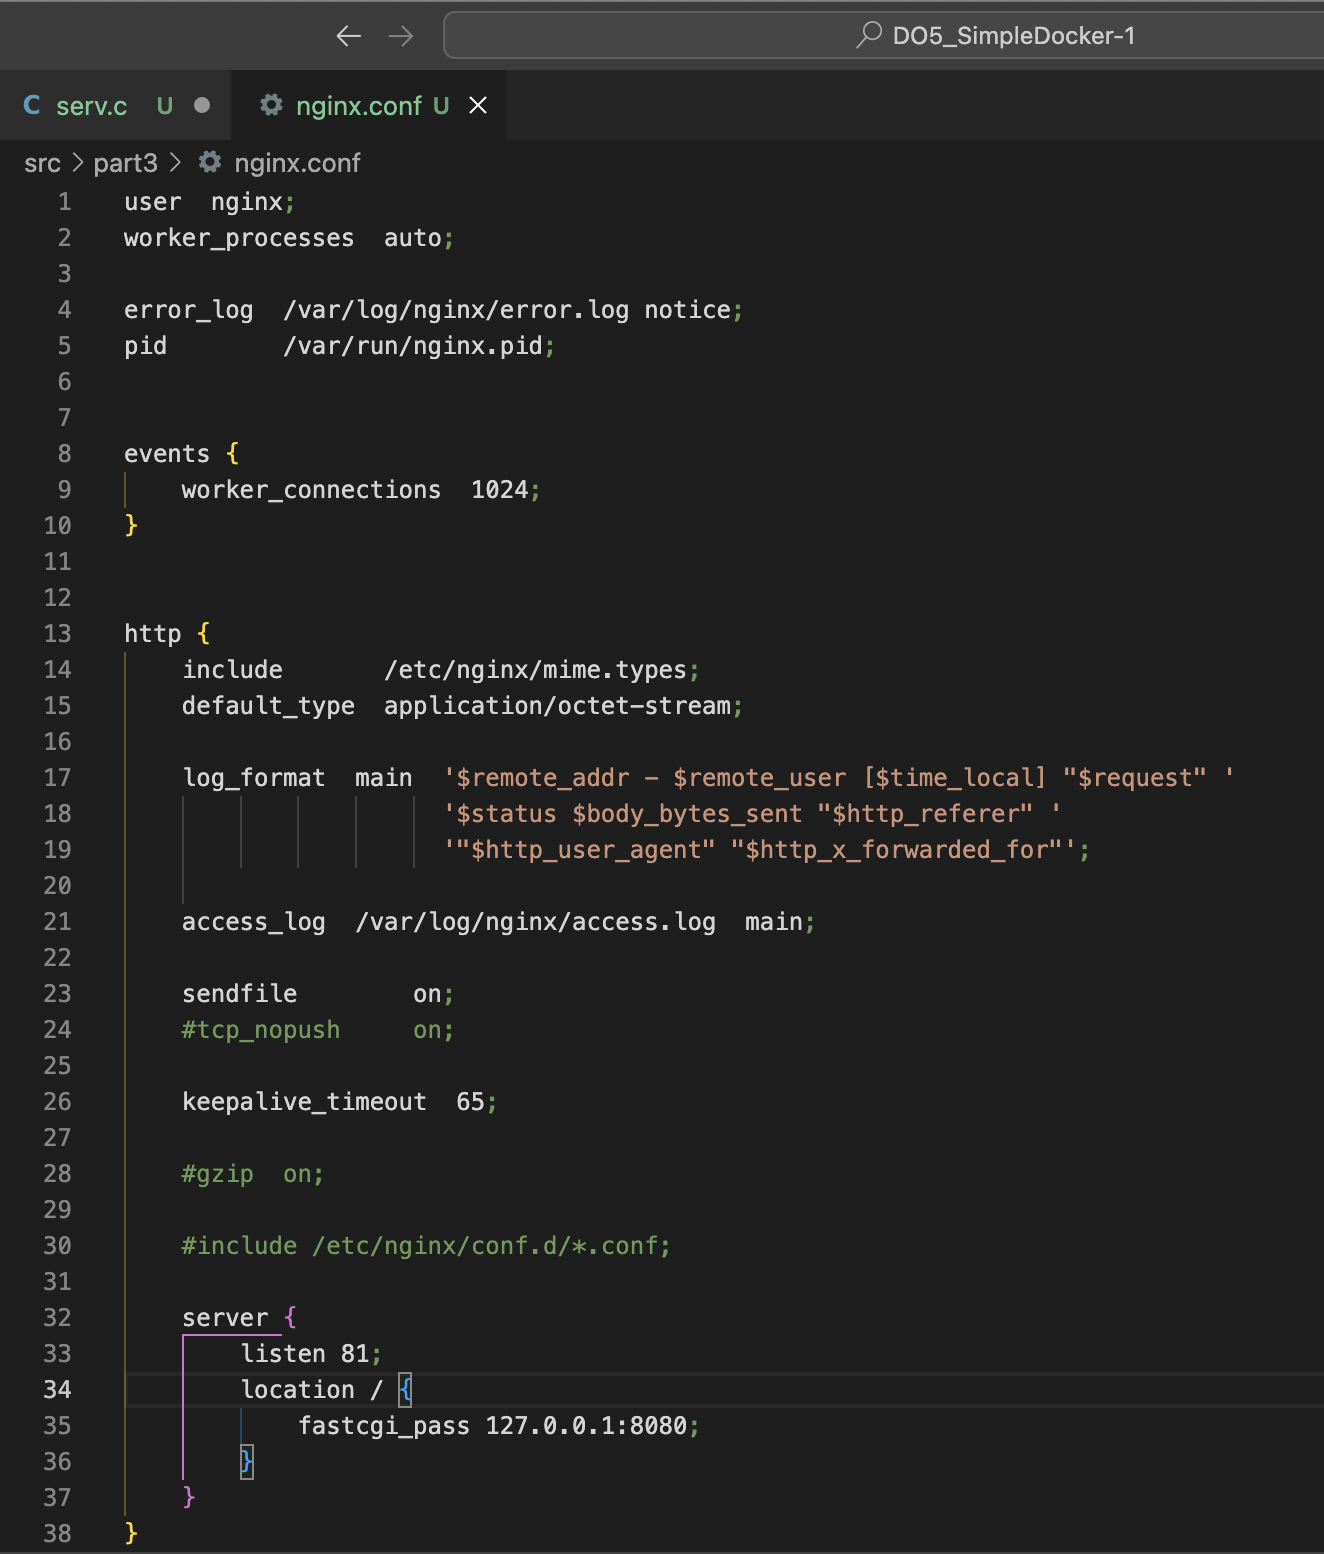 DO5_SimpleDocker-1
C serv.c U
nginx.conf U
src > part3 > nginx.conf
1 user  nginx;
2 worker_processes  auto;
3
4 error_log  /var/log/nginx/error.log notice;
5 pid        /var/run/nginx.pid;
6
7
8 events {
9     worker_connections  1024;
10 }
11
12
13 http {
14     include       /etc/nginx/mime.types;
15     default_type  application/octet-stream;
16
17     log_format  main  '$remote_addr - $remote_user [$time_local] "$request" '
18                       '$status $body_bytes_sent "$http_referer" '
19                       '"$http_user_agent" "$http_x_forwarded_for"';
20
21     access_log  /var/log/nginx/access.log  main;
22
23     sendfile        on;
24     #tcp_nopush     on;
25
26     keepalive_timeout  65;
27
28     #gzip  on;
29
30     #include /etc/nginx/conf.d/*.conf;
31
32     server {
33         listen 81;
34         location / {
35             fastcgi_pass 127.0.0.1:8080;
36         }
37     }
38 }